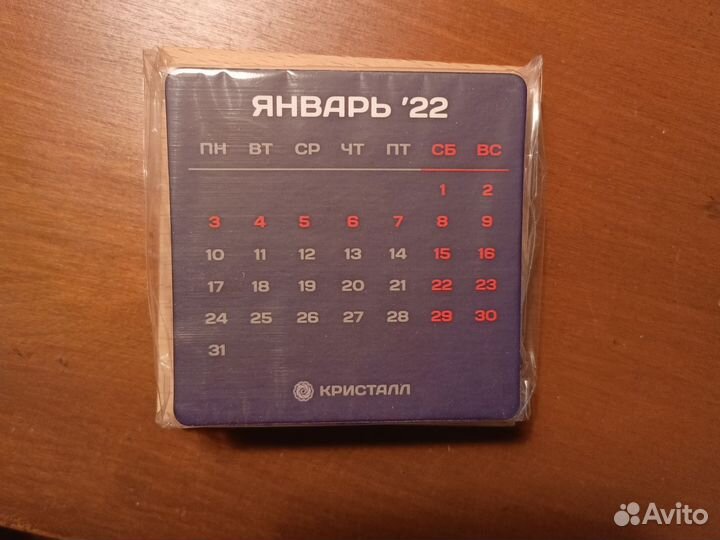 ЯНВАРЬ '22
ПН ВТ СР ЧТ ПТ СБ ВС
1 2
3 4 5 6 7 8 9
10 11 12 13 14 15 16
17 18 19 20 21 22 23
24 25 26 27 28 29 30
31
КРИСТАЛЛ
Avito